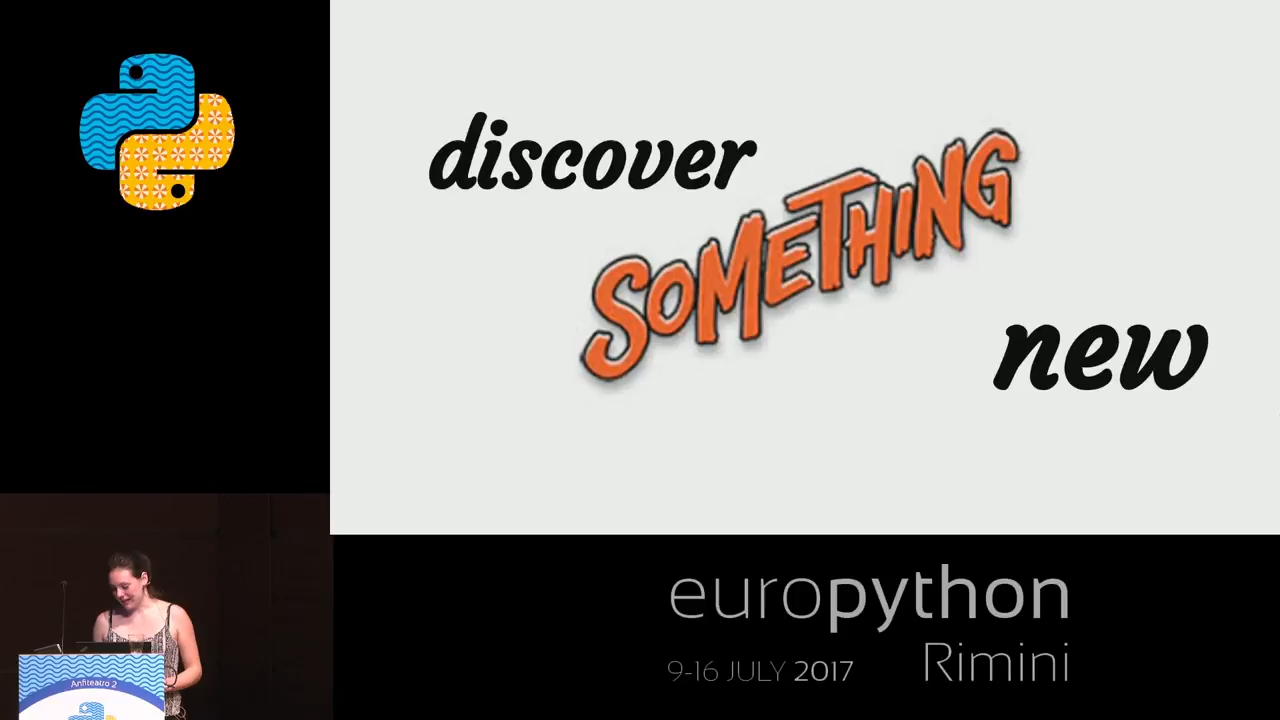 discover
SOMETHING
new
europython
9-16 JULY 2017
Rimini
Anfiteatro 2